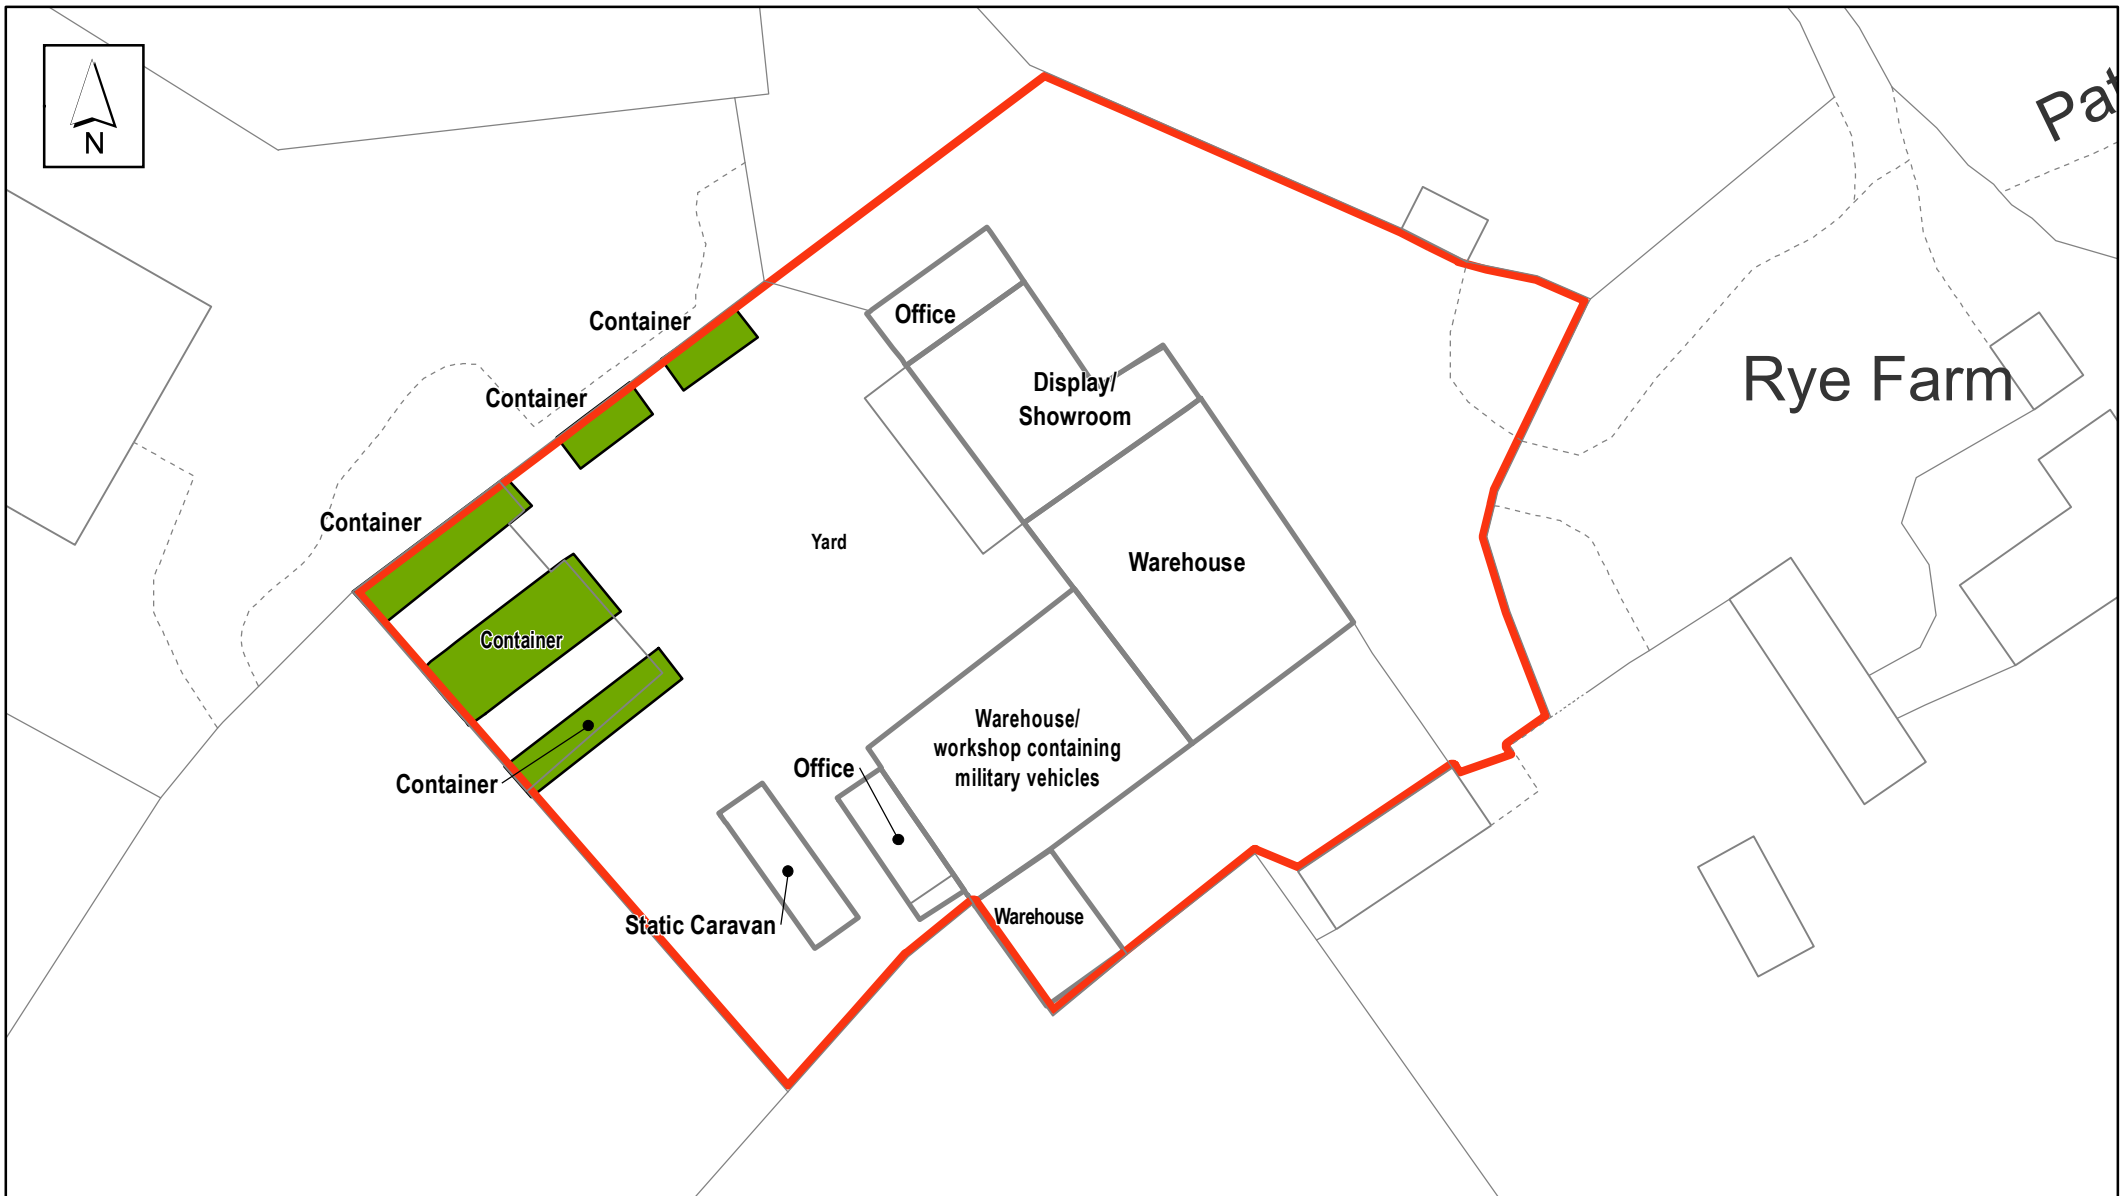 Pat
N
Office
Container
Rye Farm
Display/
Showroom
Container
Container
Yard
Warehouse
Container
Warehouse/
workshop containing
military vehicles
Office
Container
Warehouse
Static Caravan